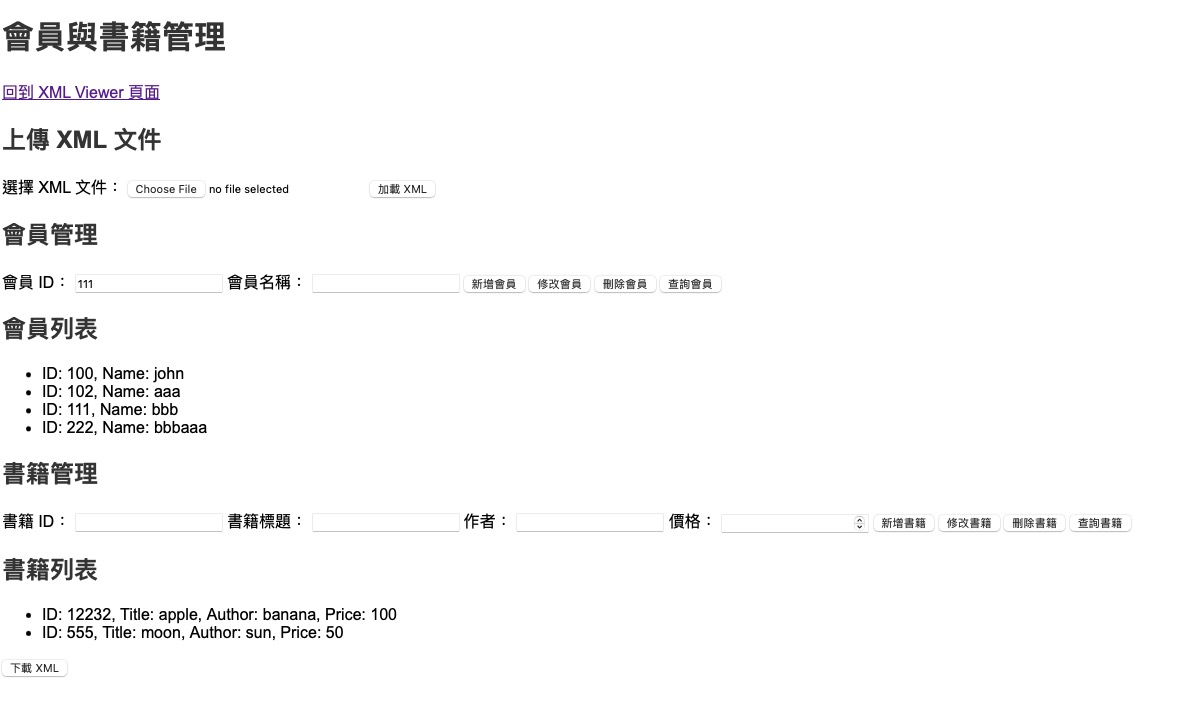 會員與書籍管理
回到 XML Viewer 頁面
上傳 XML 文件
選擇 XML 文件： Choose File no file selected 加載 XML
會員管理
會員 ID： 111 會員名稱： 新增會員 修改會員 刪除會員 查詢會員
會員列表
• ID: 100, Name: john
• ID: 102, Name: aaa
• ID: 111, Name: bbb
• ID: 222, Name: bbbaaa
書籍管理
書籍 ID： 書籍標題： 作者： 價格： 新增書籍 修改書籍 刪除書籍 查詢書籍
書籍列表
• ID: 12232, Title: apple, Author: banana, Price: 100
• ID: 555, Title: moon, Author: sun, Price: 50
下載 XML